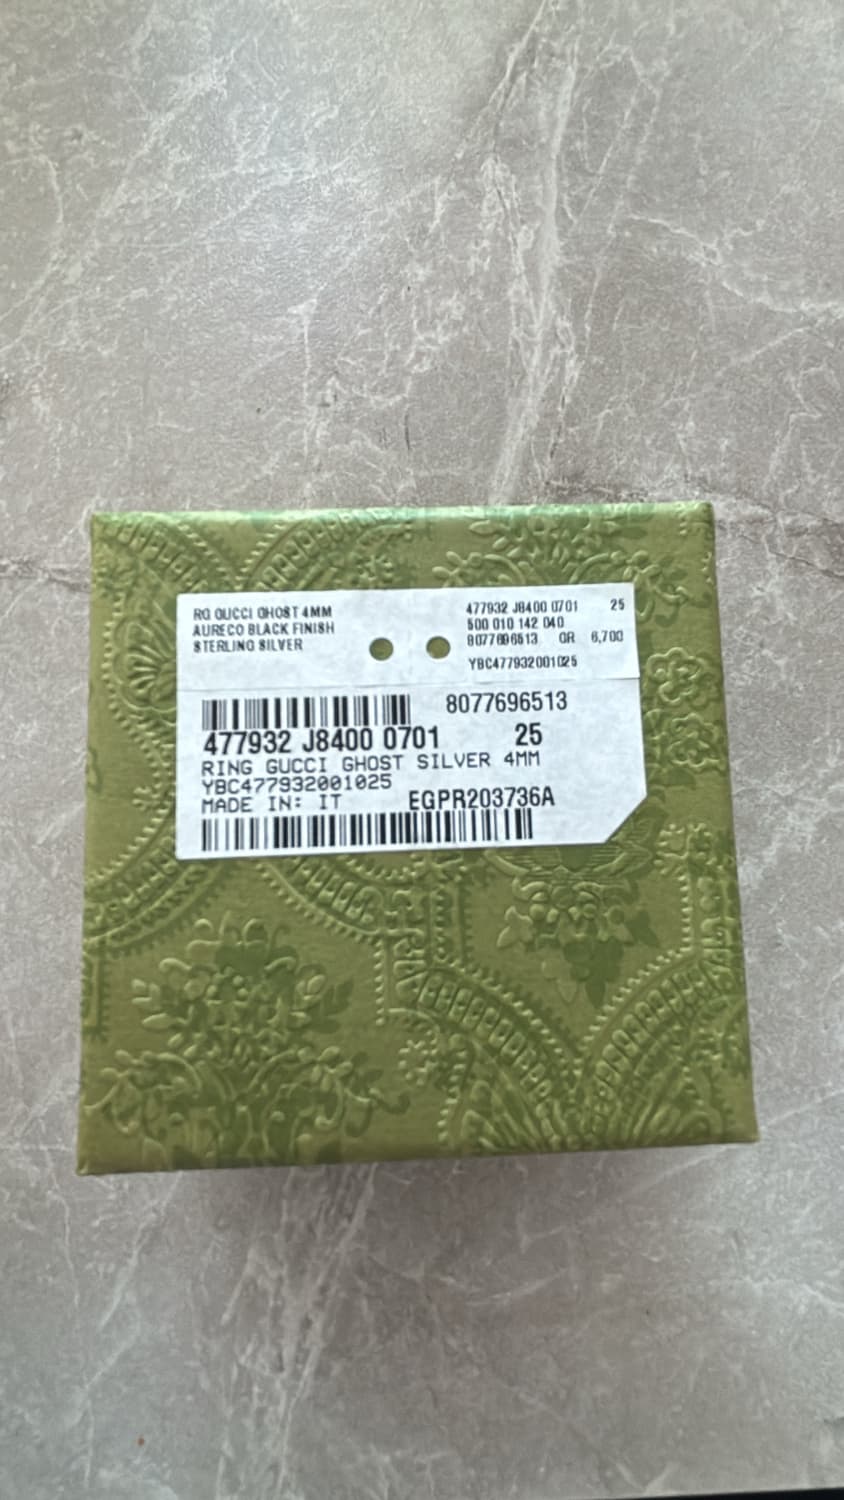 RG GUCCI GHOST 4MM
AURECO BLACK FINISH
STERLING SILVER
477932 J8400 0701 25
500 010 142 040
8077696513 GR 6,700
YBC477932001025
8077696513
477932 J8400 0701 25
RING GUCCI GHOST SILVER 4MM
YBC477932001025
MADE IN: IT EGPR203736A